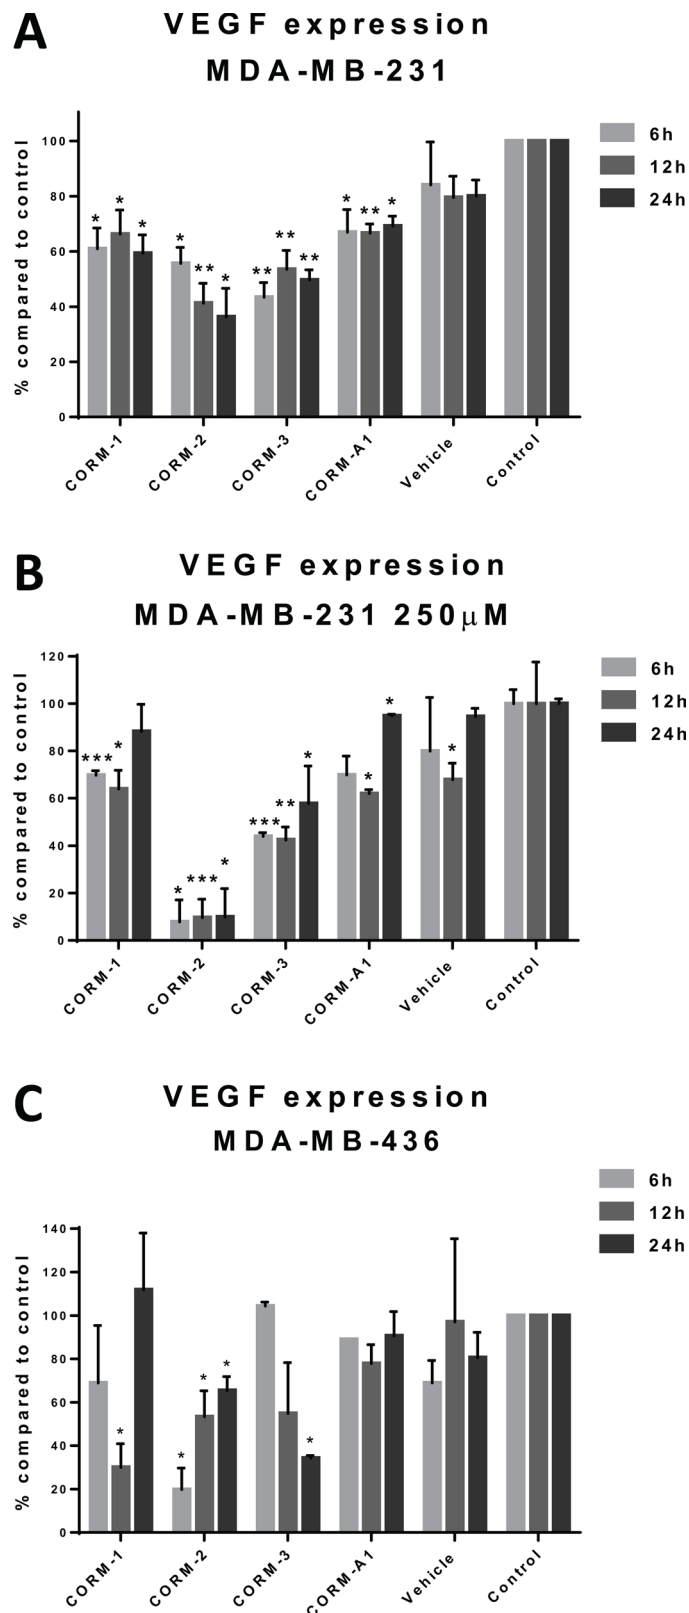 A
VEGF expression
MDA-MB-231
% compared to control
100
80
60
40
20
0
6h
12h
24h
* * * * ** * ** ** ** * ** *
CORM-1 CORM-2 CORM-3 CORM-A1 Vehicle Control
B
VEGF expression
MDA-MB-231 250μM
% compared to control
120
100
80
60
40
20
0
6h
12h
24h
*** * * *** * *** ** * * * *
CORM-1 CORM-2 CORM-3 CORM-A1 Vehicle Control
C
VEGF expression
MDA-MB-436
% compared to control
140
120
100
80
60
40
20
0
6h
12h
24h
* * * * *
CORM-1 CORM-2 CORM-3 CORM-A1 Vehicle Control